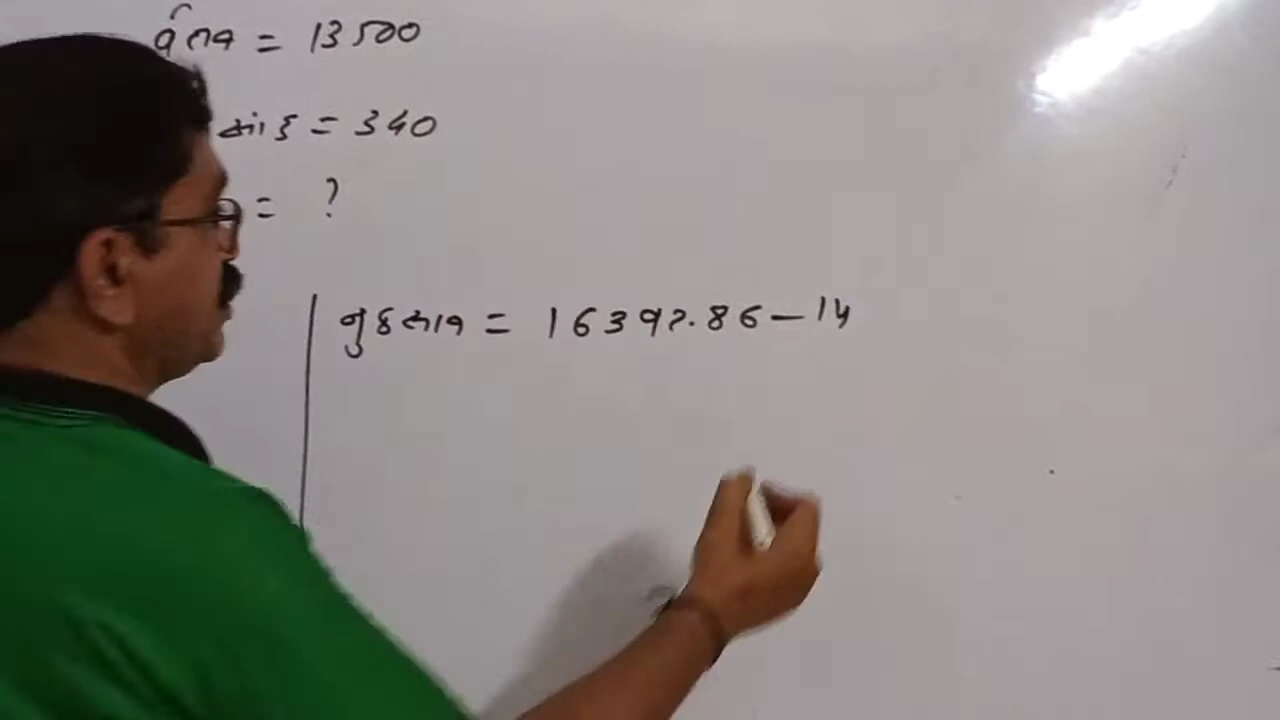 = 13500
= 340
= ?
નુકસાન = 16392.86 – 14